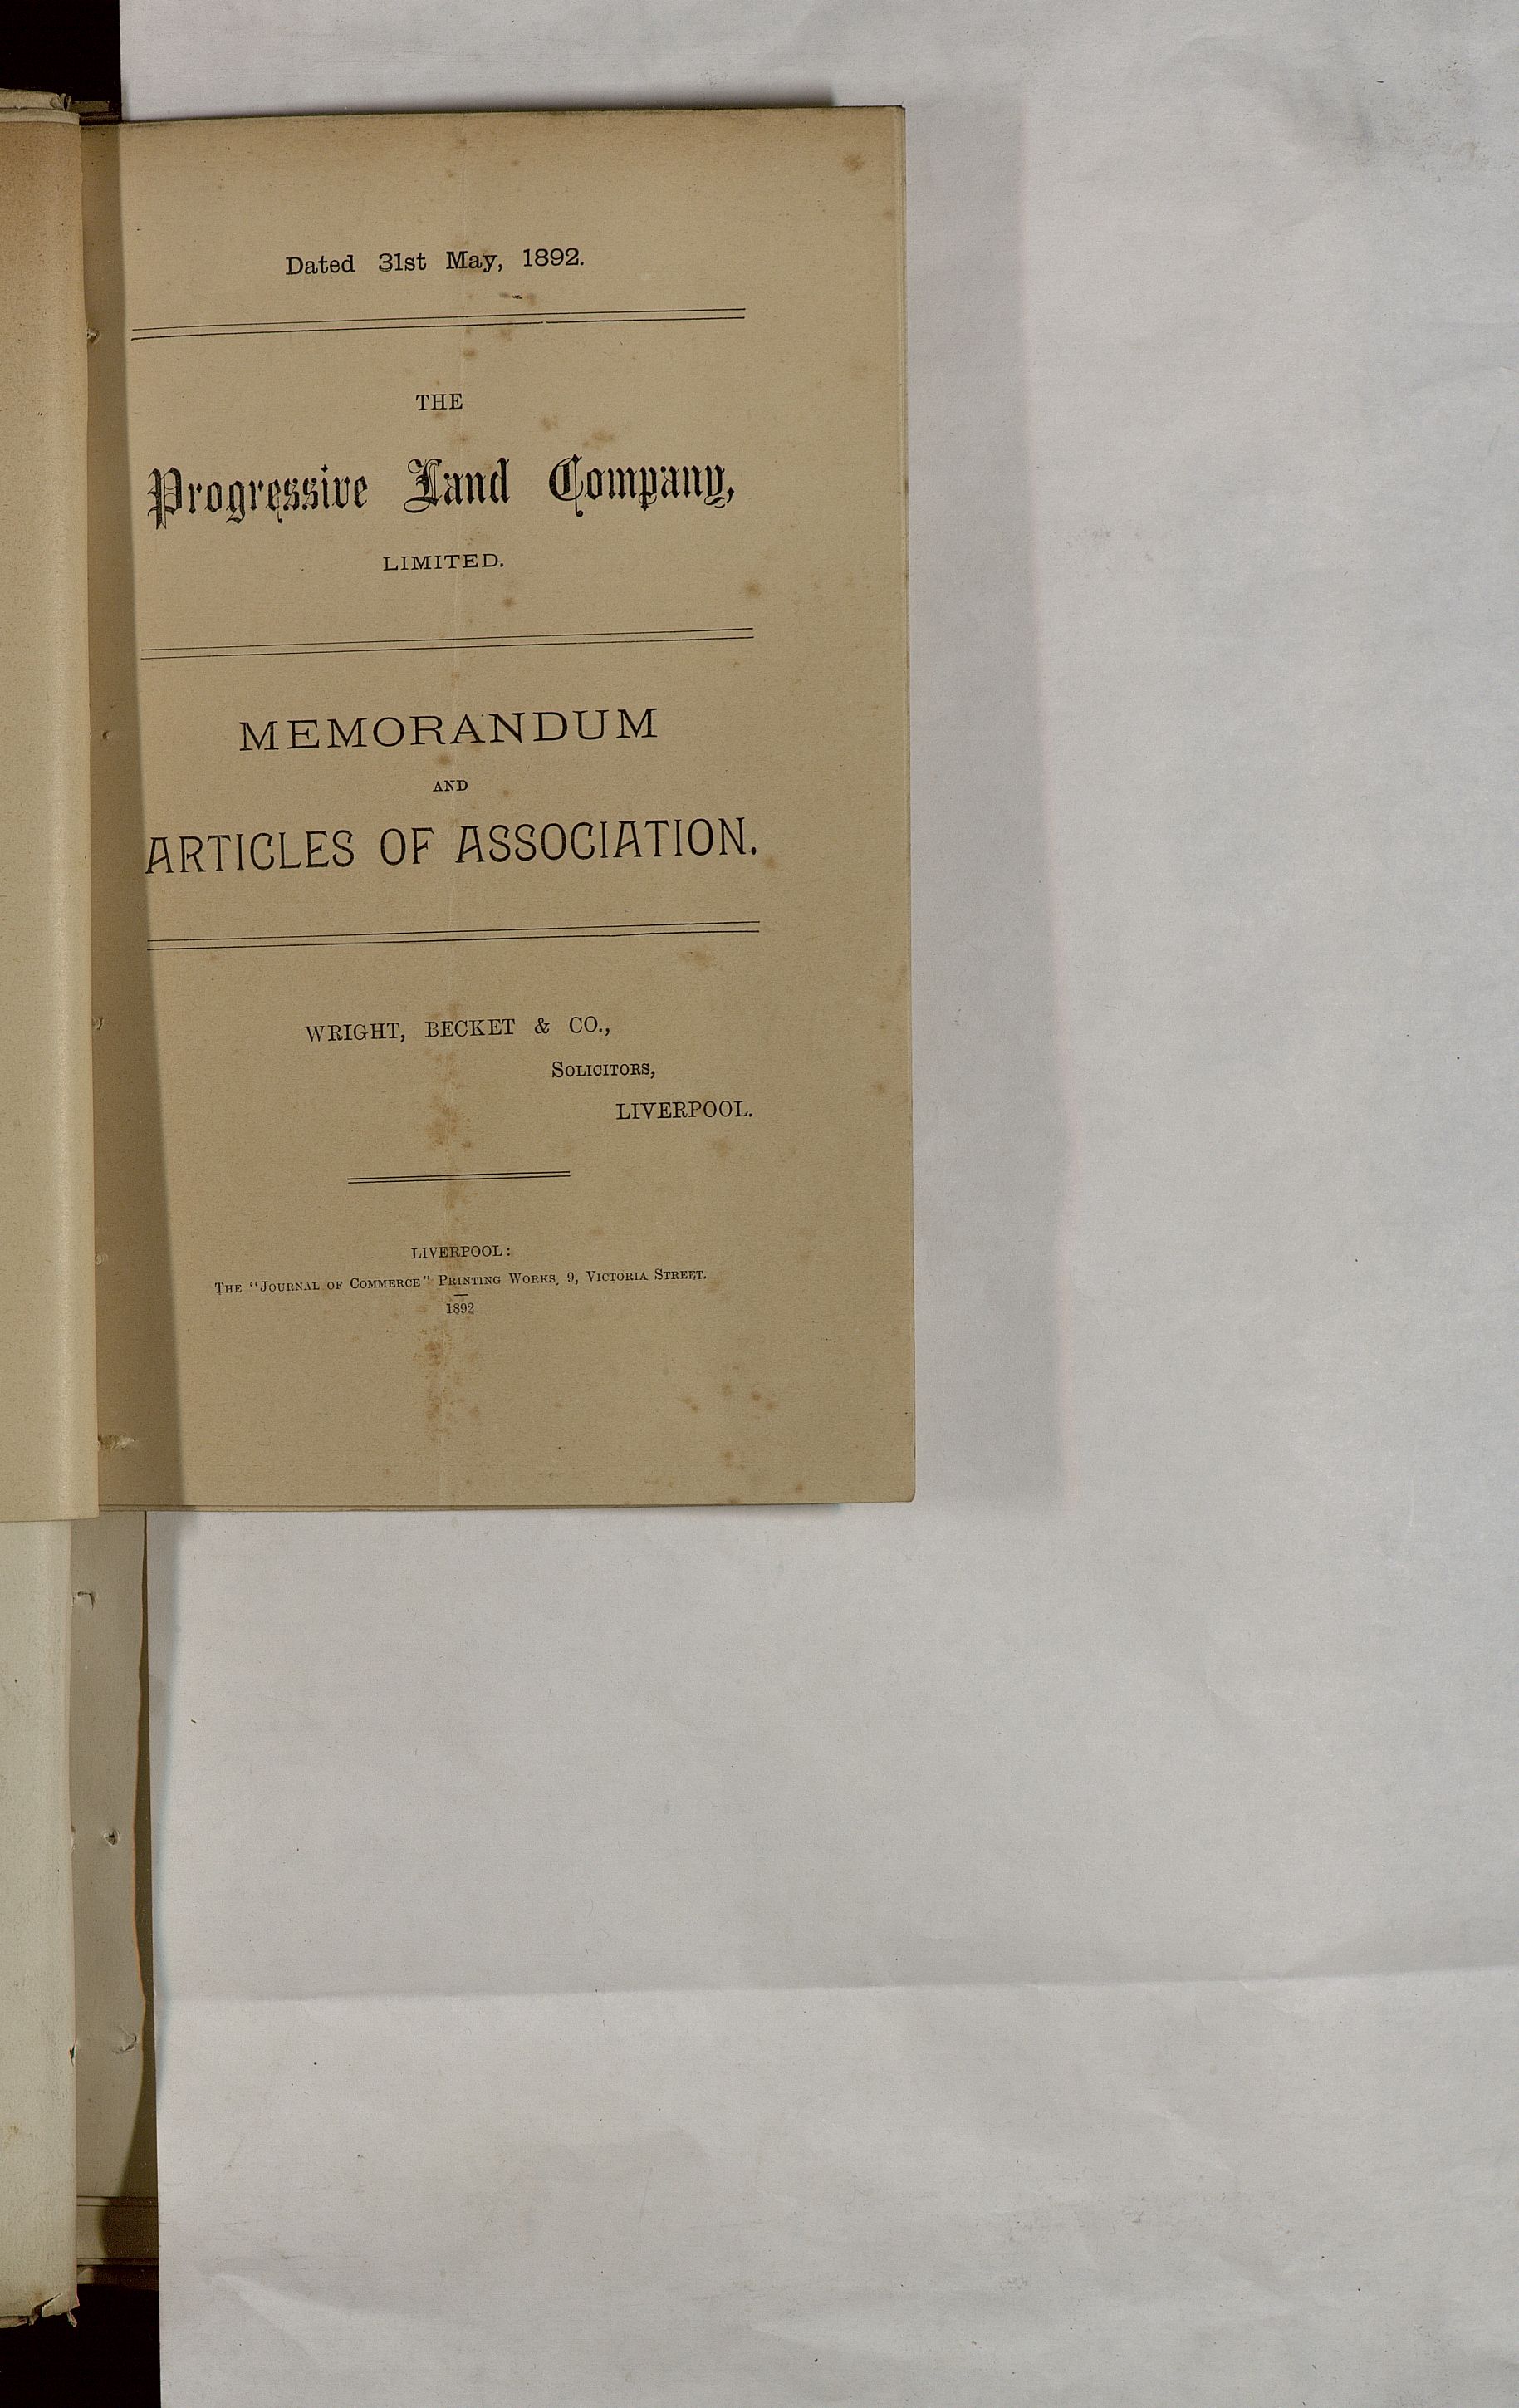 Dated 31st May, 1892.
THE
Progressive Land Company,
LIMITED.
MEMORANDUM
AND
ARTICLES OF ASSOCIATION.
WRIGHT, BECKET & CO.,
SOLICITORS,
LIVERPOOL.
LIVERPOOL:
THE "JOURNAL OF COMMERCE" PRINTING WORKS, 9, VICTORIA STREET.
1892